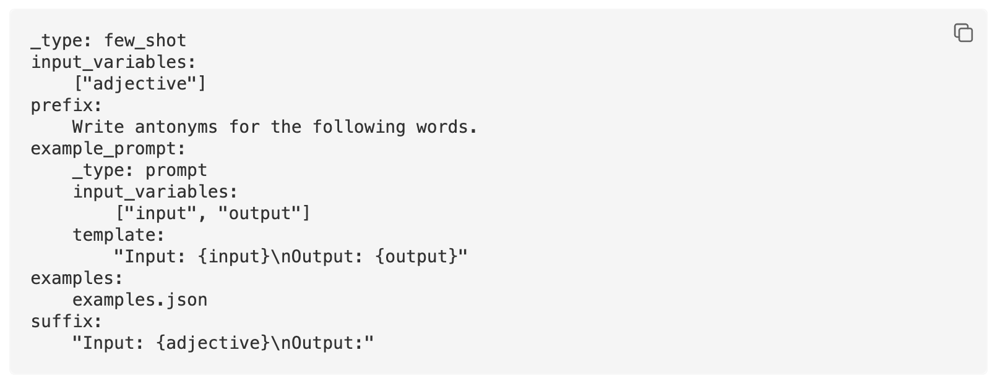 _type: few_shot
input_variables:
    ["adjective"]
prefix:
    Write antonyms for the following words.
example_prompt:
    _type: prompt
    input_variables:
        ["input", "output"]
    template:
        "Input: {input}\nOutput: {output}"
examples:
    examples.json
suffix:
    "Input: {adjective}\nOutput:"